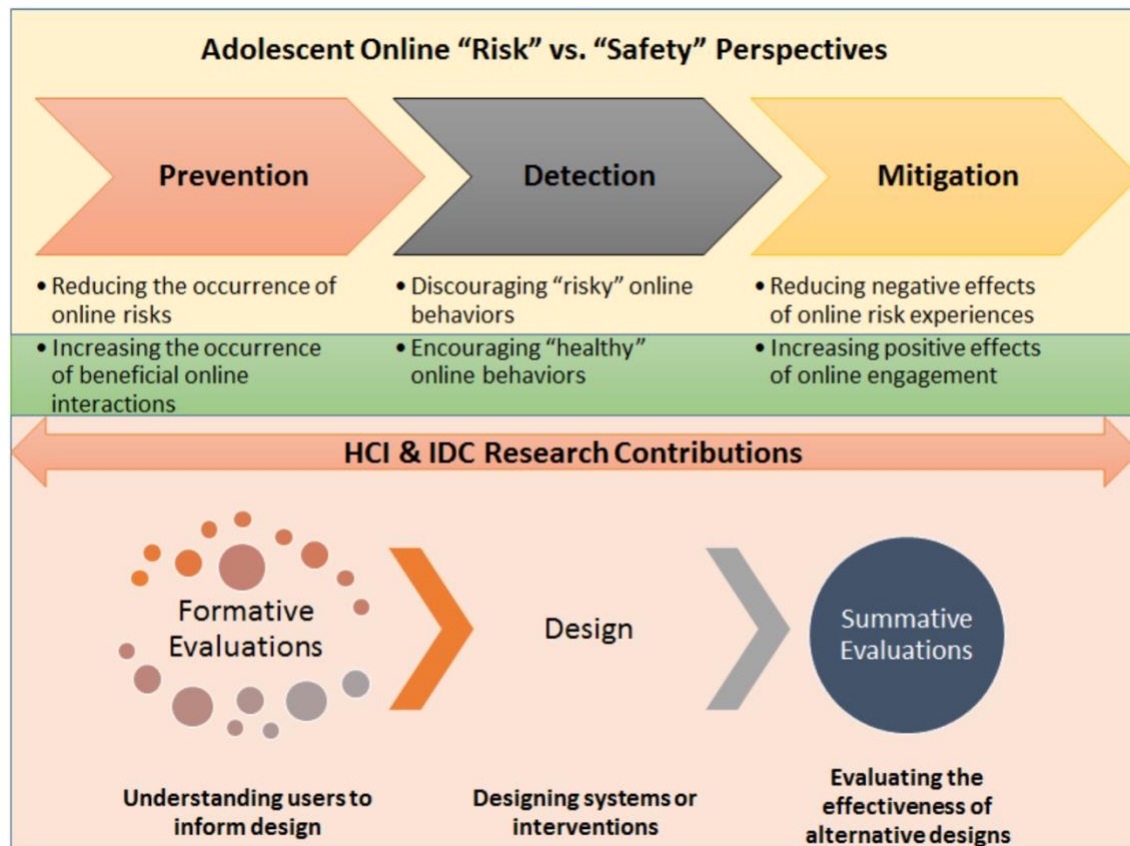 Adolescent Online “Risk” vs. “Safety” Perspectives
Prevention
Detection
Mitigation
• Reducing the occurrence of
online risks
• Increasing the occurrence
of beneficial online
interactions
• Discouraging “risky” online
behaviors
• Encouraging “healthy”
online behaviors
• Reducing negative effects
of online risk experiences
• Increasing positive effects
of online engagement
HCI & IDC Research Contributions
Formative
Evaluations
Design
Summative
Evaluations
Understanding users to
inform design
Designing systems or
interventions
Evaluating the
effectiveness of
alternative designs